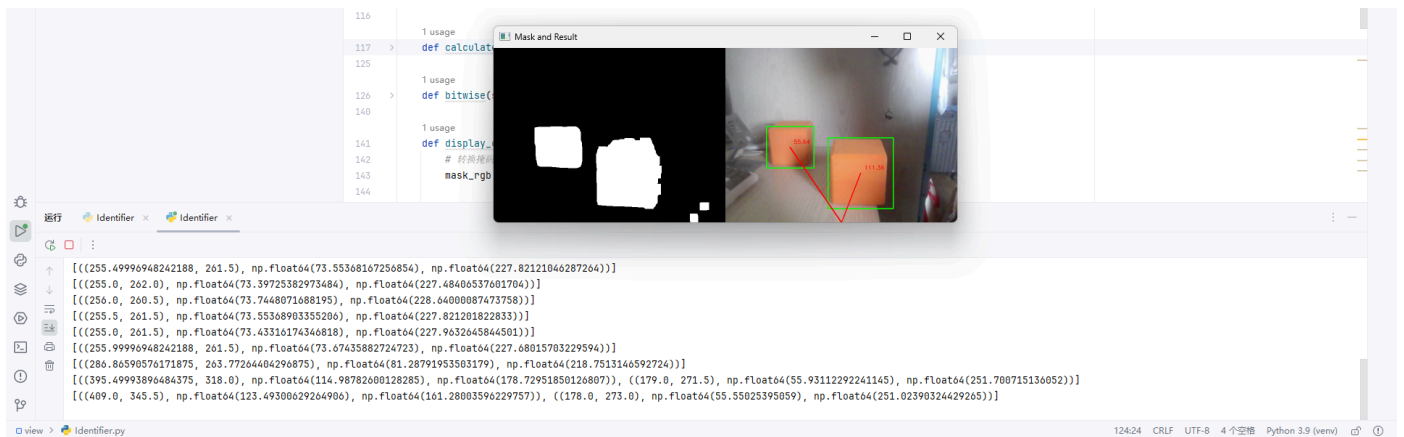 116
1 usage
117 def calculat
125
1 usage
126 def bitwise(
140
1 usage
141 def display_
142 # 转换掩码
143 mask_rgb
144
Mask and Result
55.64
111.36
运行 Identifier Identifier
[((255.49996948242188, 261.5), np.float64(73.55368167256854), np.float64(227.82121046287264))]
[((255.0, 262.0), np.float64(73.39725382973484), np.float64(227.48406537601704))]
[((256.0, 260.5), np.float64(73.7448071688195), np.float64(228.64000087473758))]
[((255.5, 261.5), np.float64(73.55368903355206), np.float64(227.821201822833))]
[((255.0, 261.5), np.float64(73.43316174346818), np.float64(227.9632645844501))]
[((255.99996948242188, 261.5), np.float64(73.67435882724723), np.float64(227.68015703229594))]
[((286.86590576171875, 263.77264404296875), np.float64(81.28791953503179), np.float64(218.7513146592724))]
[((395.49993896484375, 318.0), np.float64(114.98782600128285), np.float64(178.72951850126807)), ((179.0, 271.5), np.float64(55.93112292241145), np.float64(251.700715136052))]
[((409.0, 345.5), np.float64(123.49300629264906), np.float64(161.28003596229757)), ((178.0, 273.0), np.float64(55.55025395059), np.float64(251.02390324429265))]
view > Identifier.py
124:24 CRLF UTF-8 4 个空格 Python 3.9 (venv)